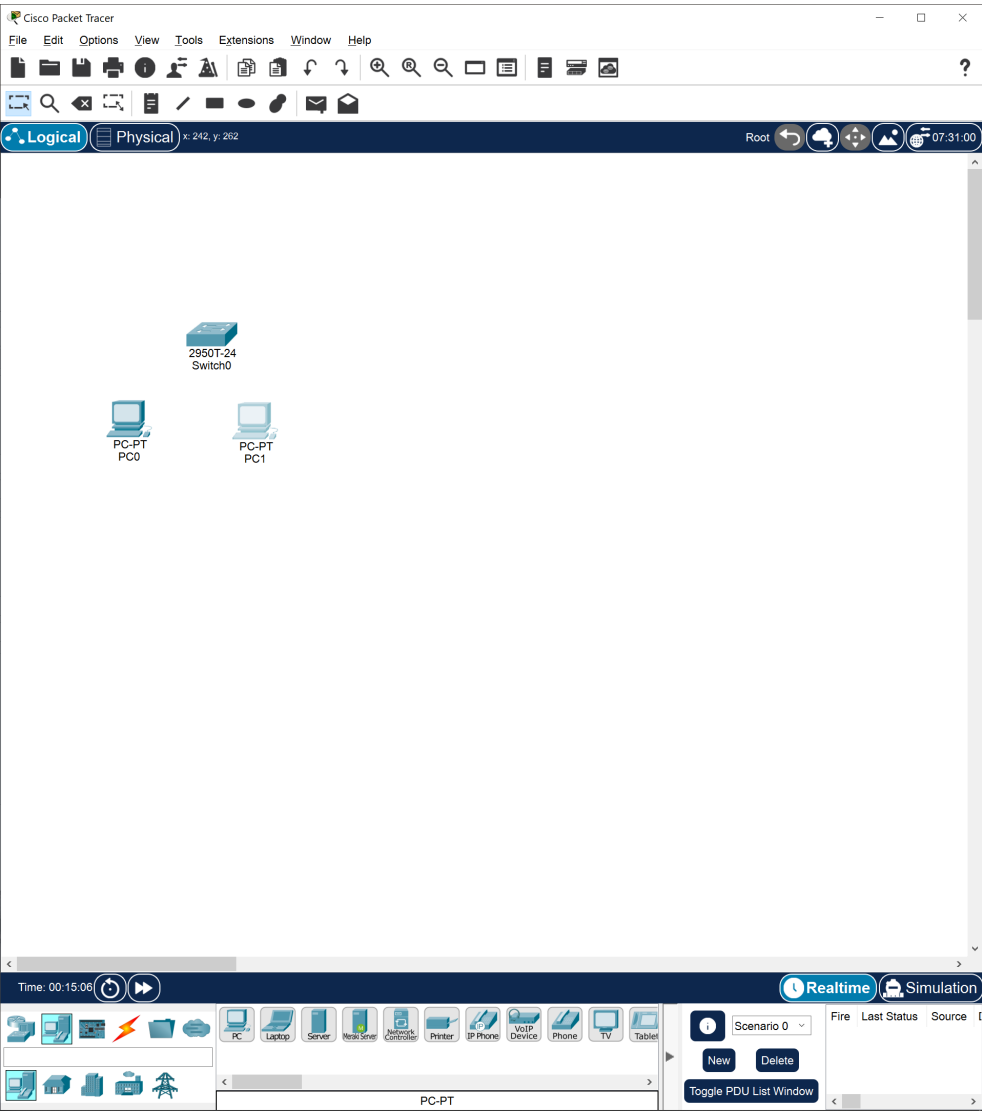 Cisco Packet Tracer
File Edit Options View Tools Extensions Window Help
Logical Physical x: 242, y: 262 Root 07:31:00
2950T-24
Switch0
PC-PT
PC0
PC-PT
PC1
Time: 00:15:06 Realtime Simulation
PC Laptop Server Meraki Server Network Controller Printer IP Phone VoIP Device Phone TV Tablet
PC-PT
Scenario 0
New Delete
Toggle PDU List Window
Fire Last Status Source